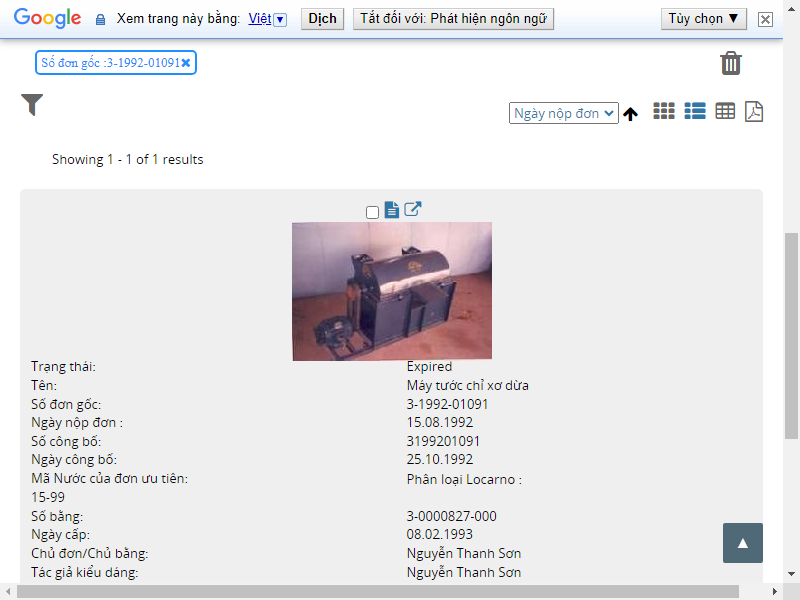 Google Xem trang này bằng: Việt ▼ Dịch Tắt đối với: Phát hiện ngôn ngữ Tùy chọn ▼
Số đơn gốc :3-1992-01091
Ngày nộp đơn
Showing 1 - 1 of 1 results
Trạng thái: Expired
Tên: Máy tước chỉ xơ dừa
Số đơn gốc: 3-1992-01091
Ngày nộp đơn : 15.08.1992
Số công bố: 3199201091
Ngày công bố: 25.10.1992
Mã Nước của đơn ưu tiên: Phân loại Locarno :
15-99
Số bằng: 3-0000827-000
Ngày cấp: 08.02.1993
Chủ đơn/Chủ bằng: Nguyễn Thanh Sơn
Tác giả kiểu dáng: Nguyễn Thanh Sơn